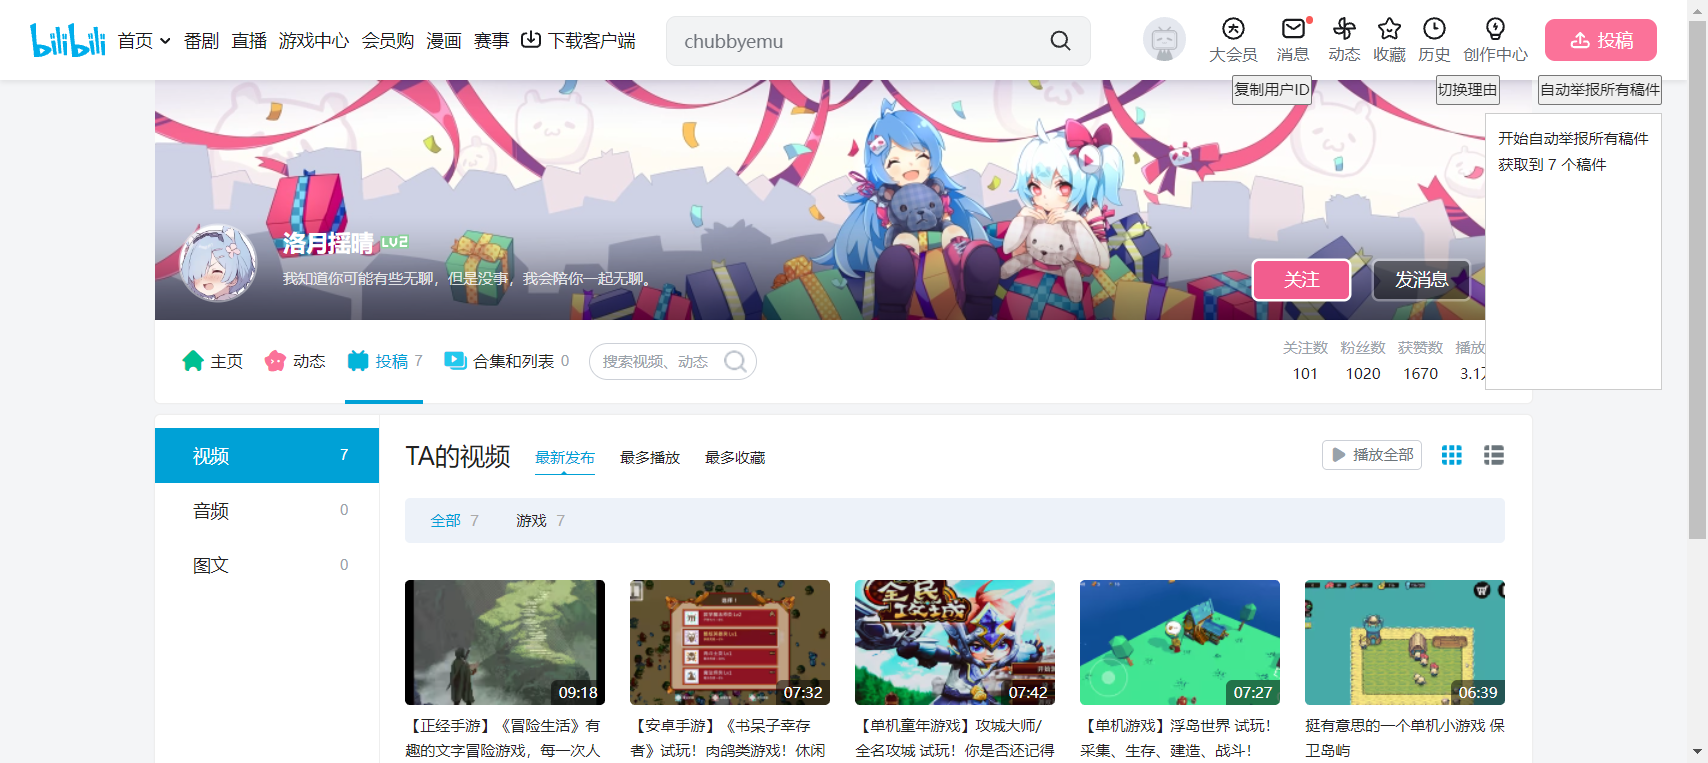 bilibili
首页
番剧
直播
游戏中心
会员购
漫画
赛事
下载客户端
chubbyemu
大会员
消息
动态
收藏
历史
创作中心
投稿
复制用户ID
切换理由
自动举报所有稿件
开始自动举报所有稿件
获取到 7 个稿件
洛月摇晴 LV2
我知道你可能有些无聊，但是没事，我会陪你一起无聊。
关注
发消息
主页
动态
投稿 7
合集和列表 0
搜索视频、动态
关注数
粉丝数
获赞数
播放
101
1020
1670
3.1
视频 7
音频 0
图文 0
TA的视频
最新发布
最多播放
最多收藏
播放全部
全部 7
游戏 7
09:18
07:32
全民
攻城
07:42
07:27
06:39
【正经手游】《冒险生活》有
趣的文字冒险游戏，每一次人
【安卓手游】《书呆子幸存
者》试玩！肉鸽类游戏！休闲
【单机童年游戏】攻城大师/
全名攻城 试玩！你是否还记得
【单机游戏】浮岛世界 试玩！
采集、生存、建造、战斗！
挺有意思的一个单机小游戏 保
卫岛屿